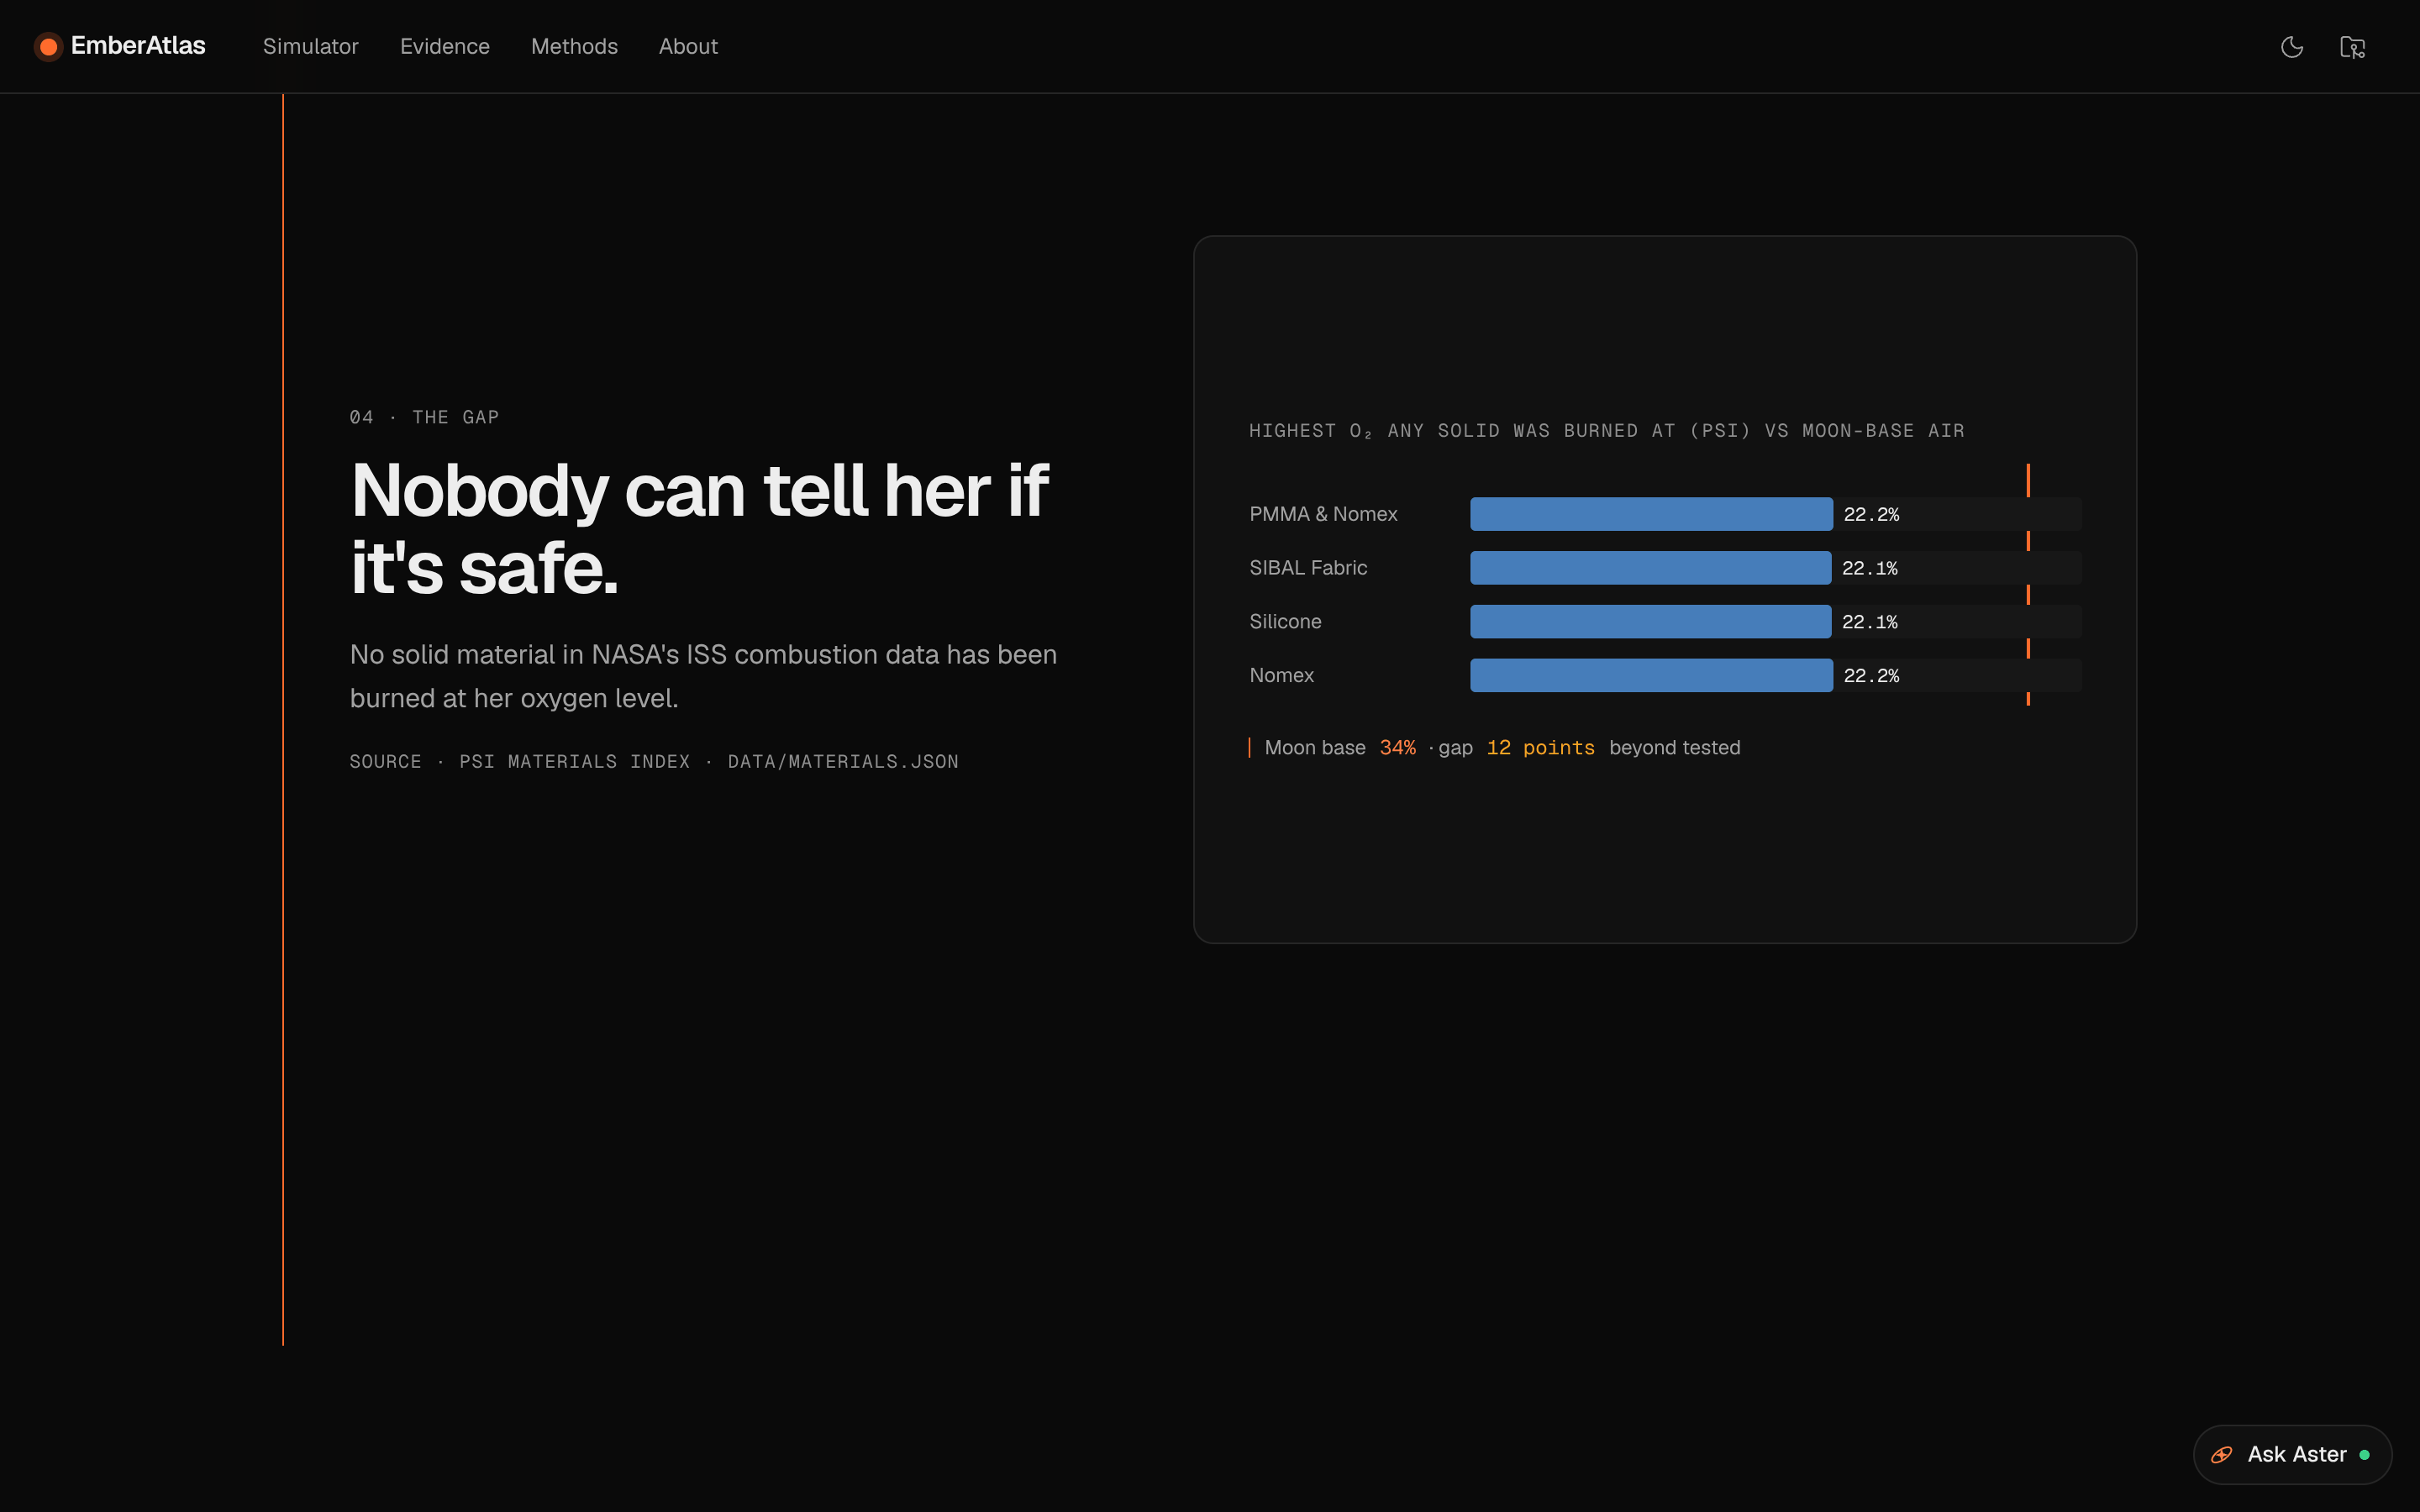 EmberAtlas
Simulator
Evidence
Methods
About
04 · THE GAP
Nobody can tell her if
it's safe.
No solid material in NASA's ISS combustion data has been
burned at her oxygen level.
SOURCE · PSI MATERIALS INDEX · DATA/MATERIALS.JSON
HIGHEST O₂ ANY SOLID WAS BURNED AT (PSI) VS MOON-BASE AIR
PMMA & Nomex 22.2%
SIBAL Fabric 22.1%
Silicone 22.1%
Nomex 22.2%
Moon base 34% · gap 12 points beyond tested
Ask Aster